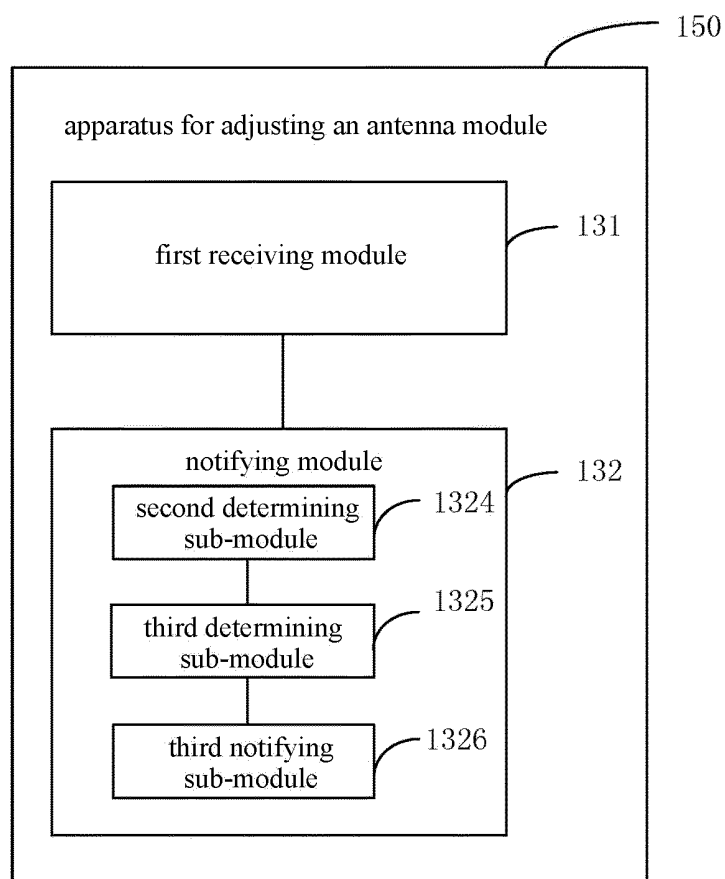 150
apparatus for adjusting an antenna module
first receiving module
131
notifying module
132
second determining
sub-module
1324
third determining
sub-module
1325
third notifying
sub-module
1326